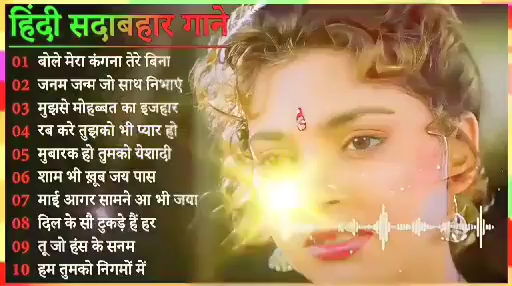 हिंदी सदाबहार गाने
01 बोले मेरा कंगना तेरे बिना
02 जनम जन्म जो साथ निभाएं
03 मुझसे मोहब्बत का इजहार
04 रब करे तुझको भी प्यार हो
05 मुबारक हो तुमको येशादी
06 शाम भी ख़ूब जय पास
07 माई आगर सामने आ भी जया
08 दिल के सौ टुकड़े हैं हर
09 तू जो हंस के सनम
10 हम तुमको निगमों में